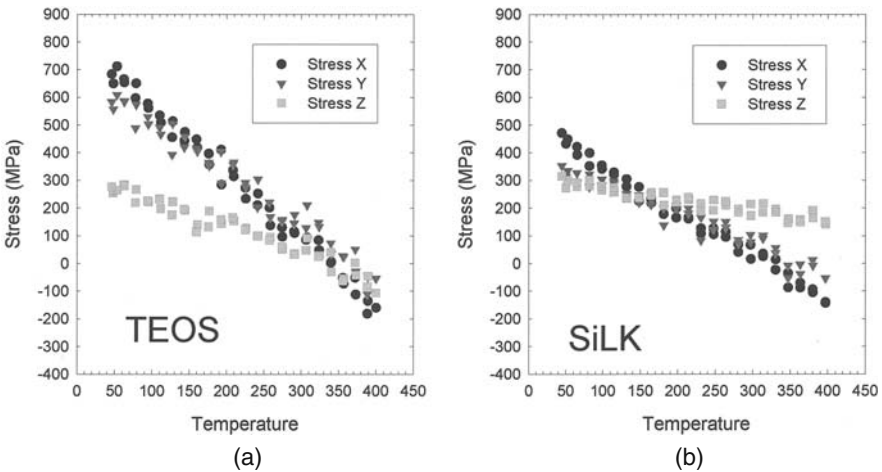 900
800
700
600
500
400
300
200
100
0
-100
-200
-300
-400
Stress (MPa)
Stress X
Stress Y
Stress Z
TEOS
0 50 100 150 200 250 300 350 400 450
Temperature
(a)
900
800
700
600
500
400
300
200
100
0
-100
-200
-300
-400
Stress (MPa)
Stress X
Stress Y
Stress Z
SiLK
0 50 100 150 200 250 300 350 400 450
Temperature
(b)